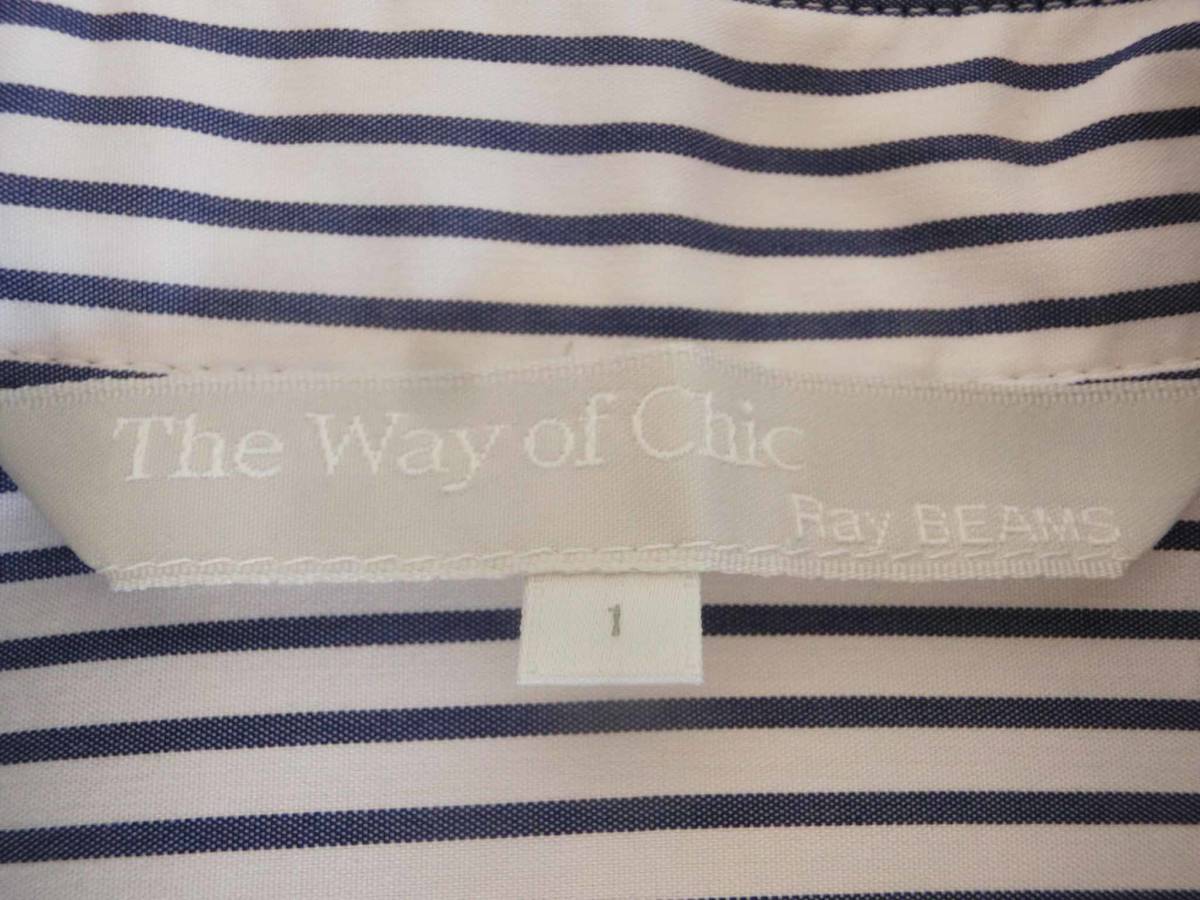 The Way of Chic
Ray BEAMS
1